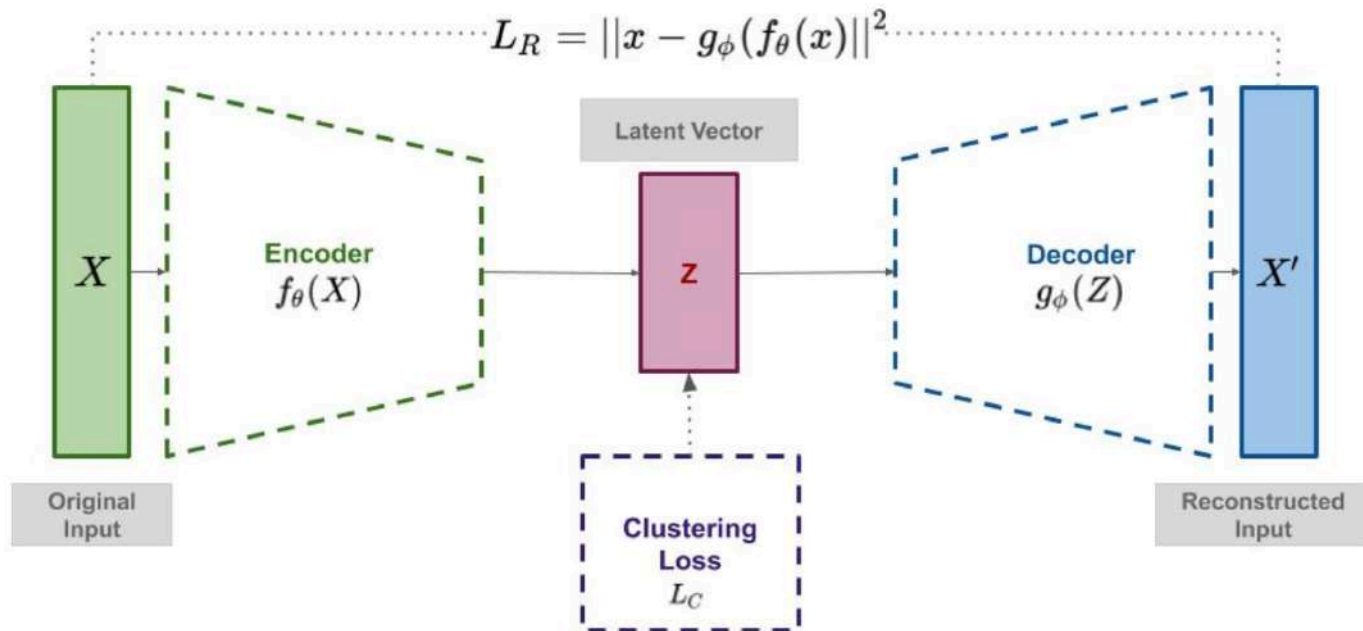 L_R = ||x − g_ϕ(f_θ(x)||²
Latent Vector
X
Encoder
f_θ(X)
Z
Decoder
g_ϕ(Z)
X′
Original
Input
Reconstructed
Input
Clustering
Loss
L_C